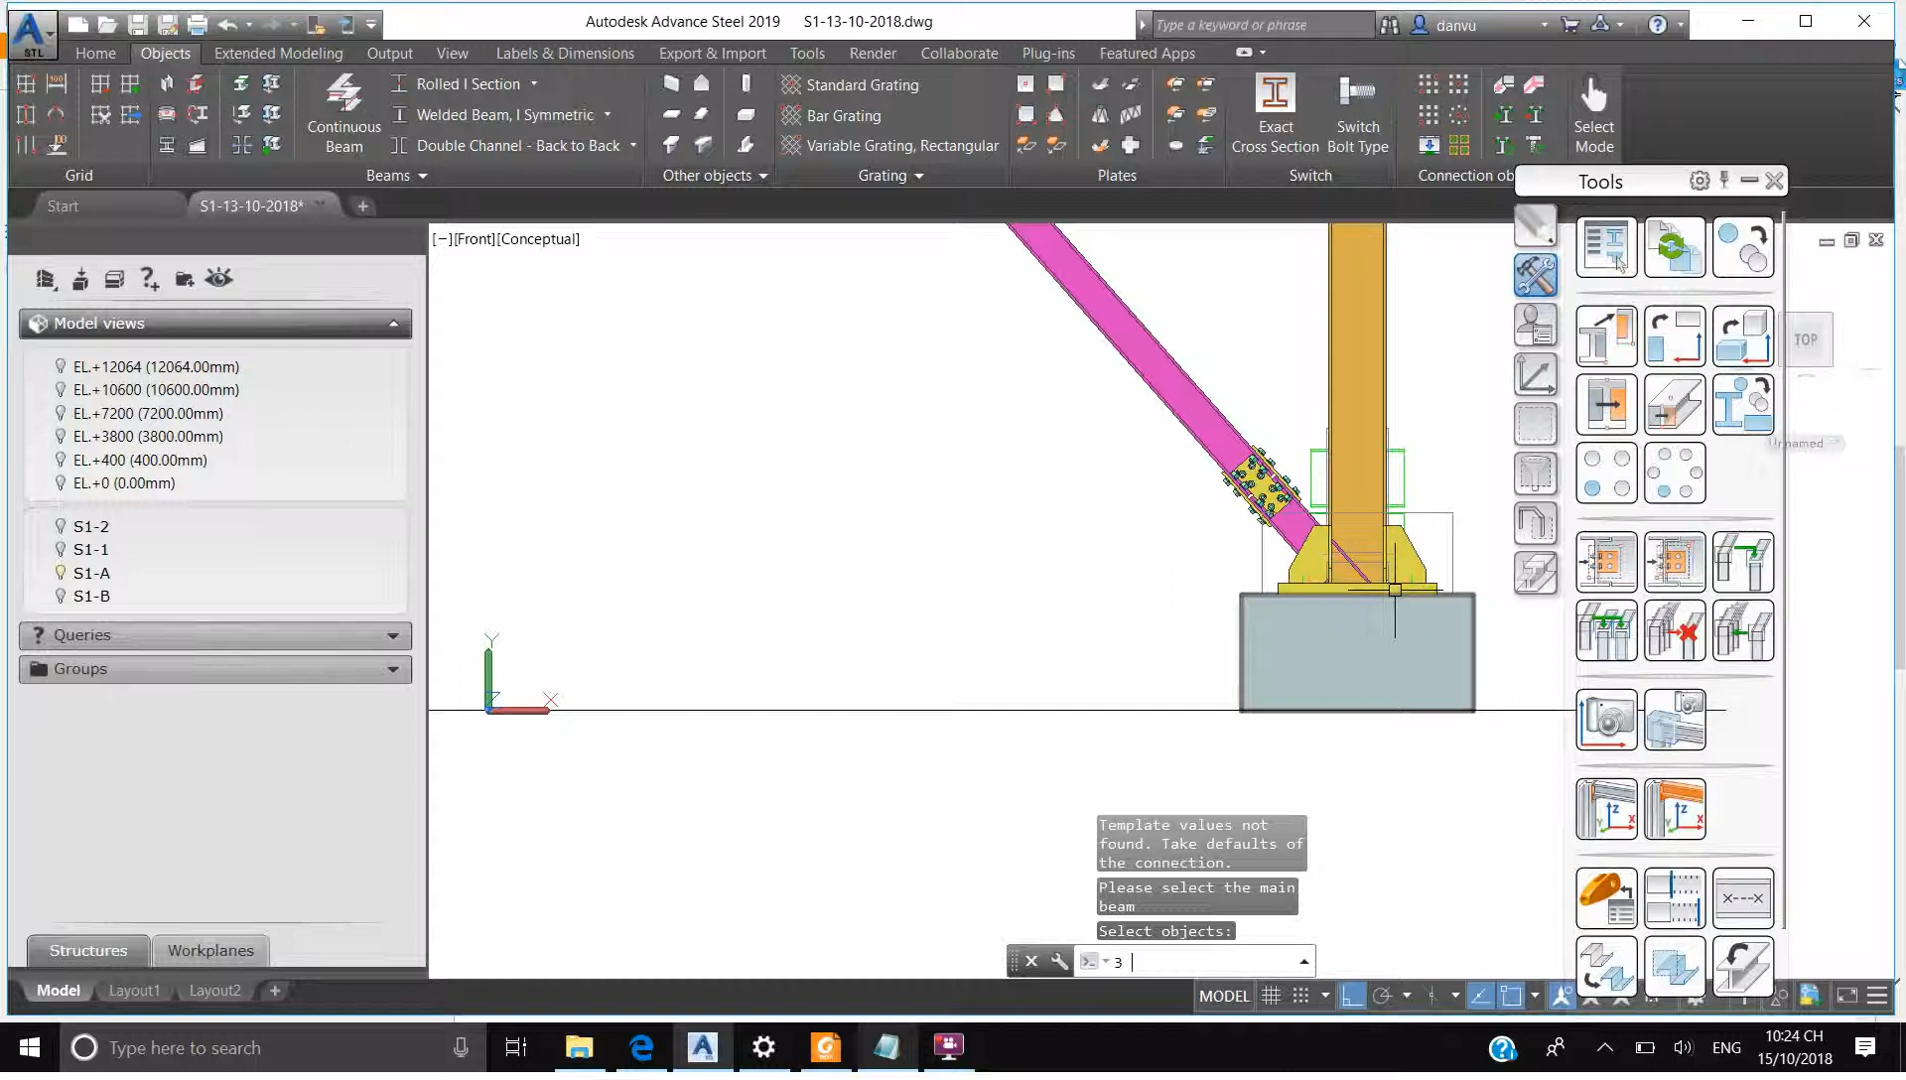 Autodesk Advance Steel 2019 S1-13-10-2018.dwg
Type a keyword or phrase
danvu
STL
Home Objects Extended Modeling Output View Labels & Dimensions Export & Import Tools Render Collaborate Plug-ins Featured Apps
Continuous
Beam
Rolled I Section
Welded Beam, I Symmetric
Double Channel - Back to Back
Standard Grating
Bar Grating
Variable Grating, Rectangular
Exact
Cross Section
Switch
Bolt Type
Select
Mode
Grid Beams Other objects Grating Plates Switch Connection ob
Tools
Start S1-13-10-2018*
[−][Front][Conceptual]
Model views
EL.+12064 (12064.00mm)
EL.+10600 (10600.00mm)
EL.+7200 (7200.00mm)
EL.+3800 (3800.00mm)
EL.+400 (400.00mm)
EL.+0 (0.00mm)
S1-2
S1-1
S1-A
S1-B
Queries
Groups
TOP
Unnamed
Y
X
Template values not
found. Take defaults of
the connection.
Please select the main
beam
Select objects:
3
Structures Workplanes
Model Layout1 Layout2
MODEL
Type here to search
ENG
10:24 CH
15/10/2018